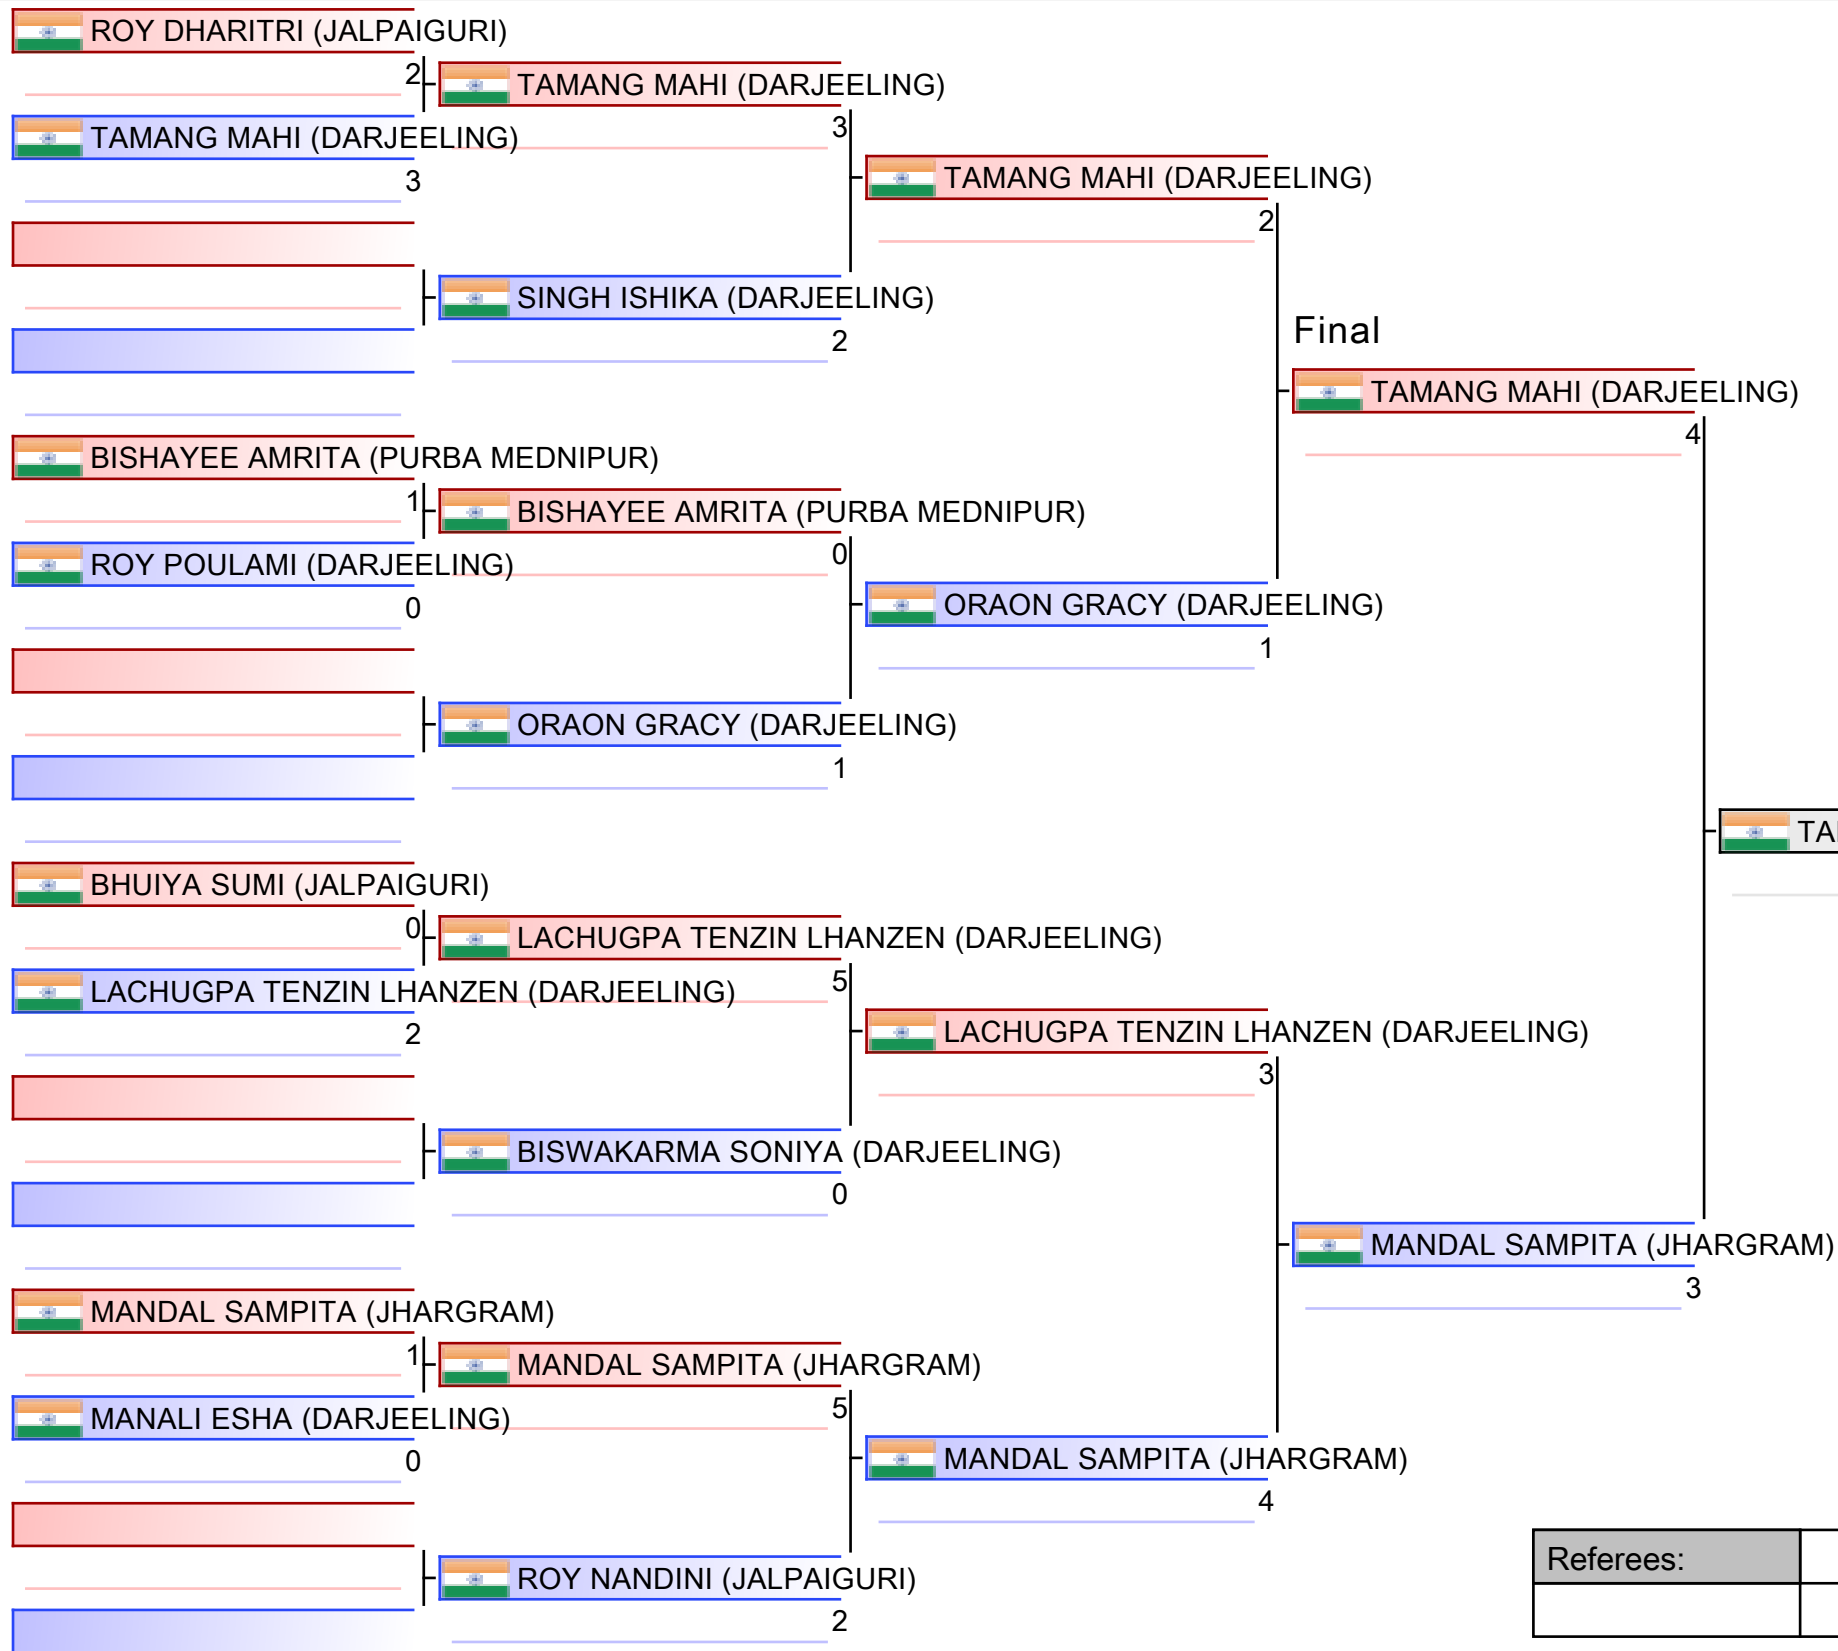 ROY DHARITRI (JALPAIGURI)
2
TAMANG MAHI (DARJEELING)
3
BISHAYEE AMRITA (PURBA MEDNIPUR)
1
ROY POULAMI (DARJEELING)
0
BHUIYA SUMI (JALPAIGURI)
0
LACHUGPA TENZIN LHANZEN (DARJEELING)
2
MANDAL SAMPITA (JHARGRAM)
1
MANALI ESHA (DARJEELING)
0
TAMANG MAHI (DARJEELING)
3
SINGH ISHIKA (DARJEELING)
2
BISHAYEE AMRITA (PURBA MEDNIPUR)
0
ORAON GRACY (DARJEELING)
1
LACHUGPA TENZIN LHANZEN (DARJEELING)
5
BISWAKARMA SONIYA (DARJEELING)
0
MANDAL SAMPITA (JHARGRAM)
5
ROY NANDINI (JALPAIGURI)
2
TAMANG MAHI (DARJEELING)
2
ORAON GRACY (DARJEELING)
1
LACHUGPA TENZIN LHANZEN (DARJEELING)
3
MANDAL SAMPITA (JHARGRAM)
4
Final
TAMANG MAHI (DARJEELING)
4
MANDAL SAMPITA (JHARGRAM)
3
Referees: